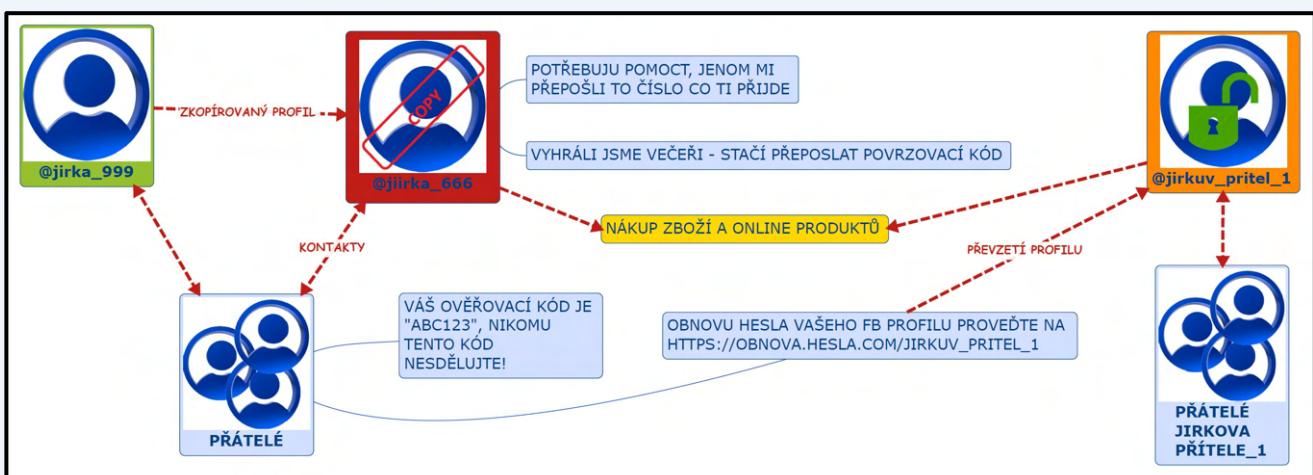 @jirka_999
ZKOPÍROVANÝ PROFIL
COPY
@jiirka_666
POTŘEBUJU POMOCT, JENOM MI
PŘEPOŠLI TO ČÍSLO CO TI PŘIJDE
VYHRÁLI JSME VEČEŘI - STAČÍ PŘEPOSLAT POVRZOVACÍ KÓD
@jirkuv_pritel_1
NÁKUP ZBOŽÍ A ONLINE PRODUKTŮ
KONTAKTY
PŘEVZETÍ PROFILU
PŘÁTELÉ
VÁŠ OVĚŘOVACÍ KÓD JE
"ABC123", NIKOMU
TENTO KÓD
NESDĚLUJTE!
OBNOVU HESLA VAŠEHO FB PROFILU PROVEĎTE NA
HTTPS://OBNOVA.HESLA.COM/JIRKUV_PRITEL_1
PŘÁTELÉ
JIRKOVA
PŘÍTELE_1